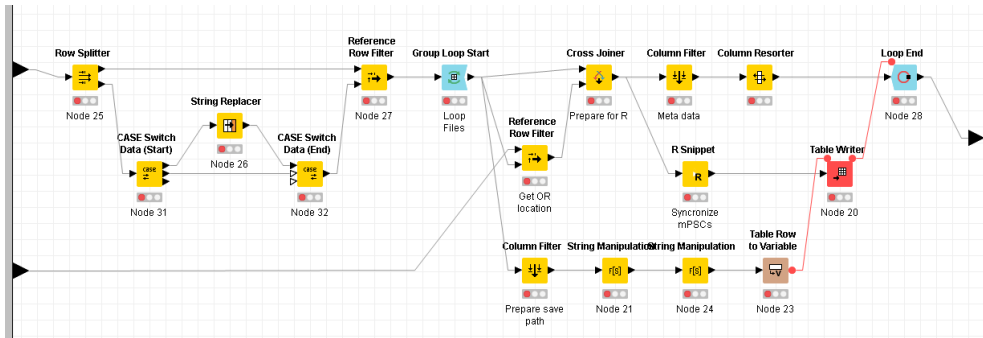 Row Splitter
Node 25
CASE Switch
Data (Start)
case
Node 31
String Replacer
Node 26
CASE Switch
Data (End)
case
Node 32
Reference
Row Filter
Node 27
Group Loop Start
Loop
Files
Reference
Row Filter
Get OR
location
Cross Joiner
Prepare for R
Column Filter
Meta data
Column Resorter
Loop End
Node 28
R Snippet
R
Syncronize
mPSCs
Table Writer
Node 20
Column Filter
Prepare save
path
String Manipulation
r[s]
Node 21
String Manipulation
r[s]
Node 24
Table Row
to Variable
V
Node 23